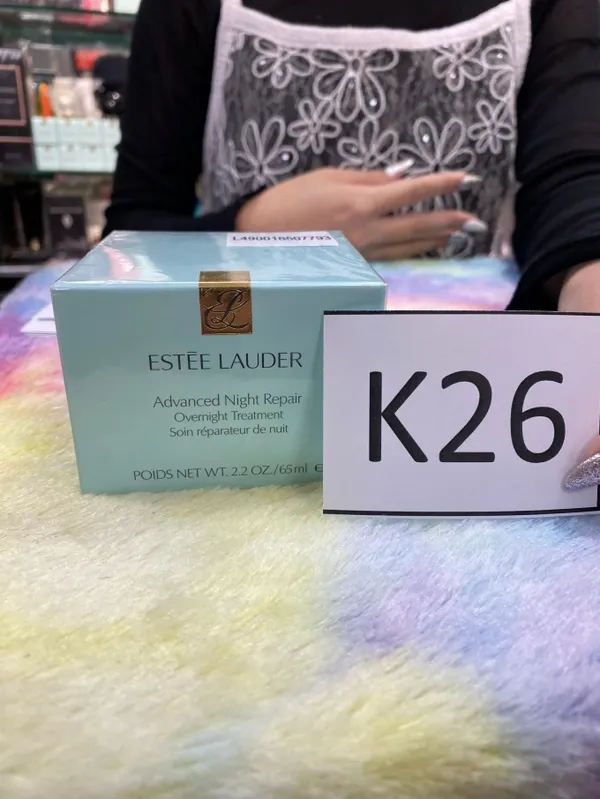 L490018607793
ESTĒE LAUDER
Advanced Night Repair
Overnight Treatment
Soin réparateur de nuit
POIDS NET WT. 2.2 OZ./65ml
K26